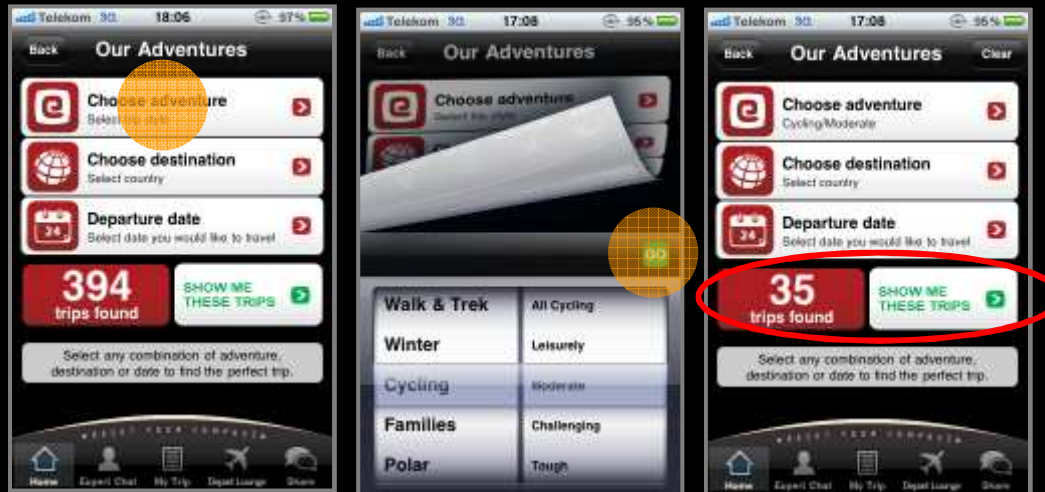 Telekom 3G 18:06 97%
Back Our Adventures
Choose adventure
Select trip style
Choose destination
Select country
Departure date
24
Select date you would like to travel
394
trips found
SHOW ME
THESE TRIPS
Select any combination of adventure,
destination or date to find the perfect trip.
Home Expert Chat My Trip Depart Lounge Share
Telekom 3G 17:08 95%
Back Our Adventures
Choose adventure
GO
Walk & Trek All Cycling
Winter Leisurely
Cycling Moderate
Families Challenging
Polar Tough
Telekom 3G 17:08 95%
Back Our Adventures Clear
Choose adventure
Cycling/Moderate
Choose destination
Select country
Departure date
24
Select date you would like to travel
35
trips found
SHOW ME
THESE TRIPS
Select any combination of adventure,
destination or date to find the perfect trip.
Home Expert Chat My Trip Depart Lounge Share